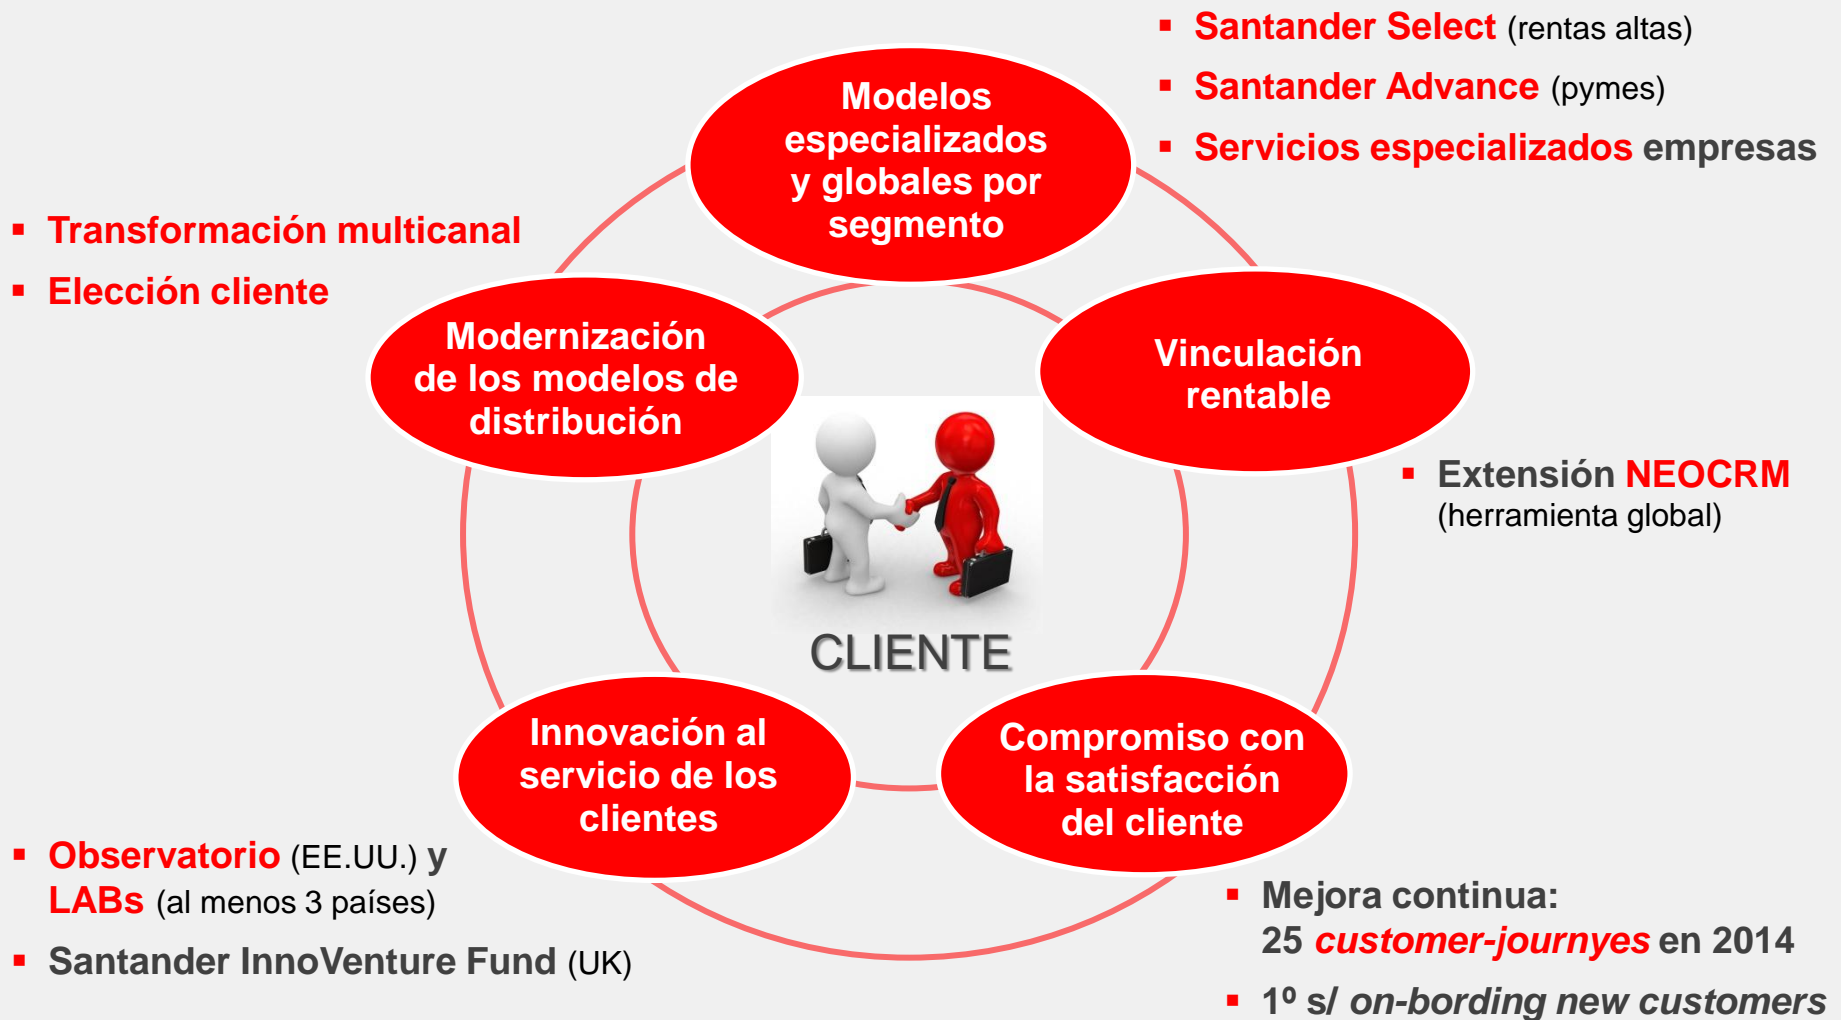 ▪ Santander Select (rentas altas)
▪ Santander Advance (pymes)
▪ Servicios especializados empresas
Modelos
especializados
y globales por
segmento
▪ Transformación multicanal
▪ Elección cliente
Modernización
de los modelos de
distribución
Vinculación
rentable
▪ Extensión NEOCRM
(herramienta global)
CLIENTE
Innovación al
servicio de los
clientes
Compromiso con
la satisfacción
del cliente
▪ Observatorio (EE.UU.) y
LABs (al menos 3 países)
▪ Santander InnoVenture Fund (UK)
▪ Mejora continua:
25 customer-journyes en 2014
▪ 1º s/ on-bording new customers